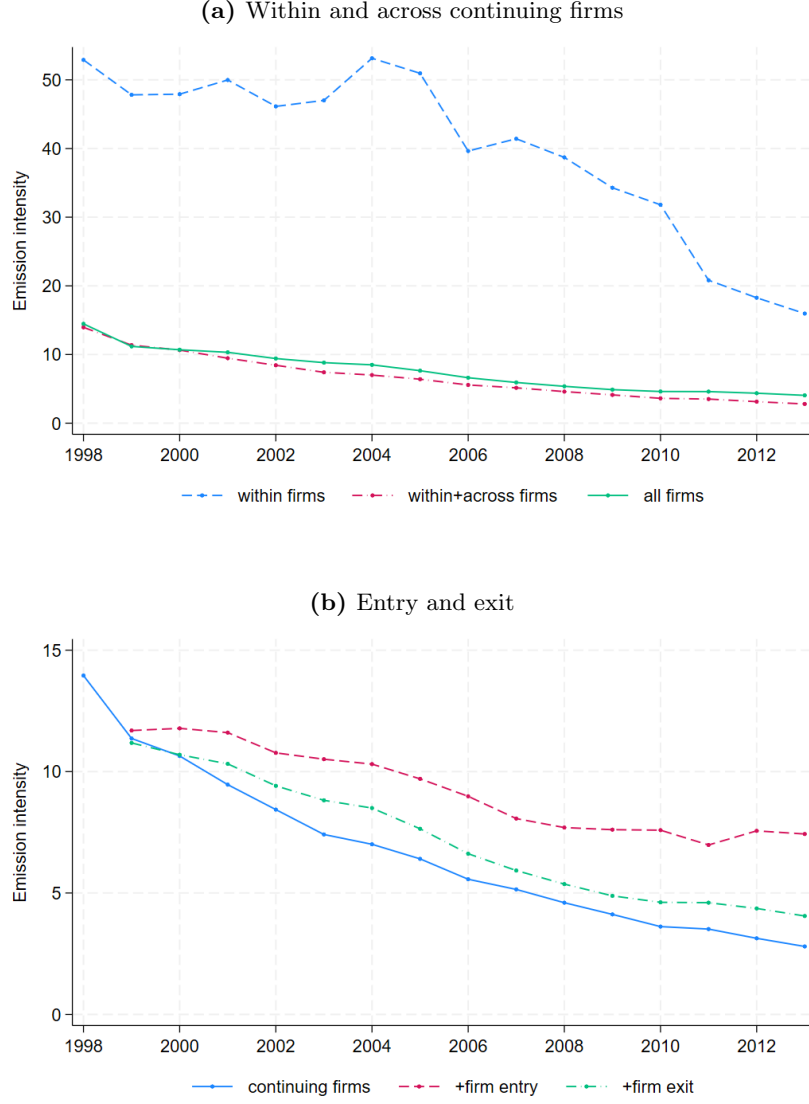 (a) Within and across continuing firms
50
40
30
20
10
0
Emission intensity
1998 2000 2002 2004 2006 2008 2010 2012
within firms within+across firms all firms
(b) Entry and exit
15
10
5
0
Emission intensity
1998 2000 2002 2004 2006 2008 2010 2012
continuing firms +firm entry +firm exit